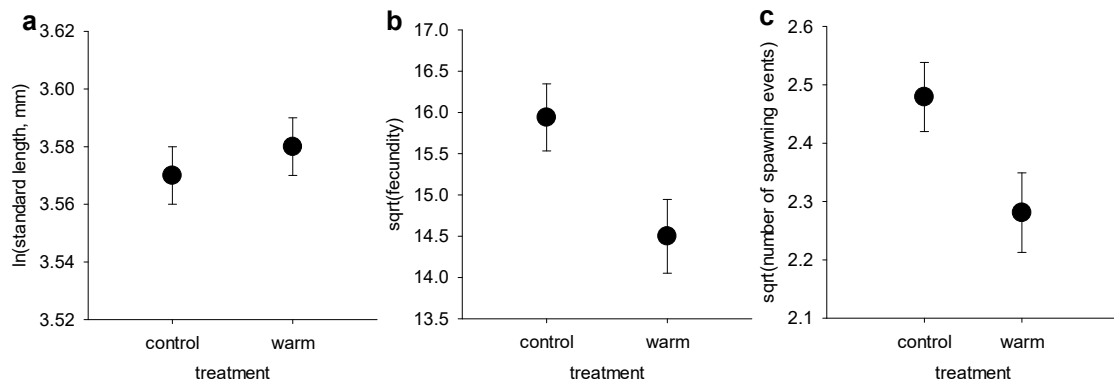 a
ln(standard length, mm)
3.62
3.60
3.58
3.56
3.54
3.52
control warm
treatment
b
sqrt(fecundity)
17.0
16.5
16.0
15.5
15.0
14.5
14.0
13.5
control warm
treatment
c
sqrt(number of spawning events)
2.6
2.5
2.4
2.3
2.2
2.1
control warm
treatment